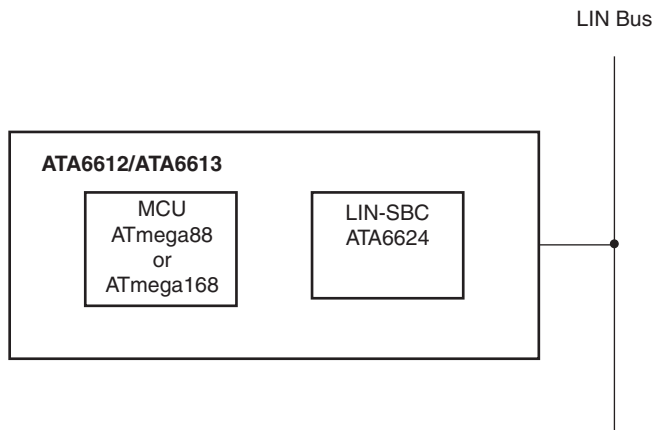 LIN Bus
ATA6612/ATA6613
MCU
ATmega88
or
ATmega168
LIN-SBC
ATA6624